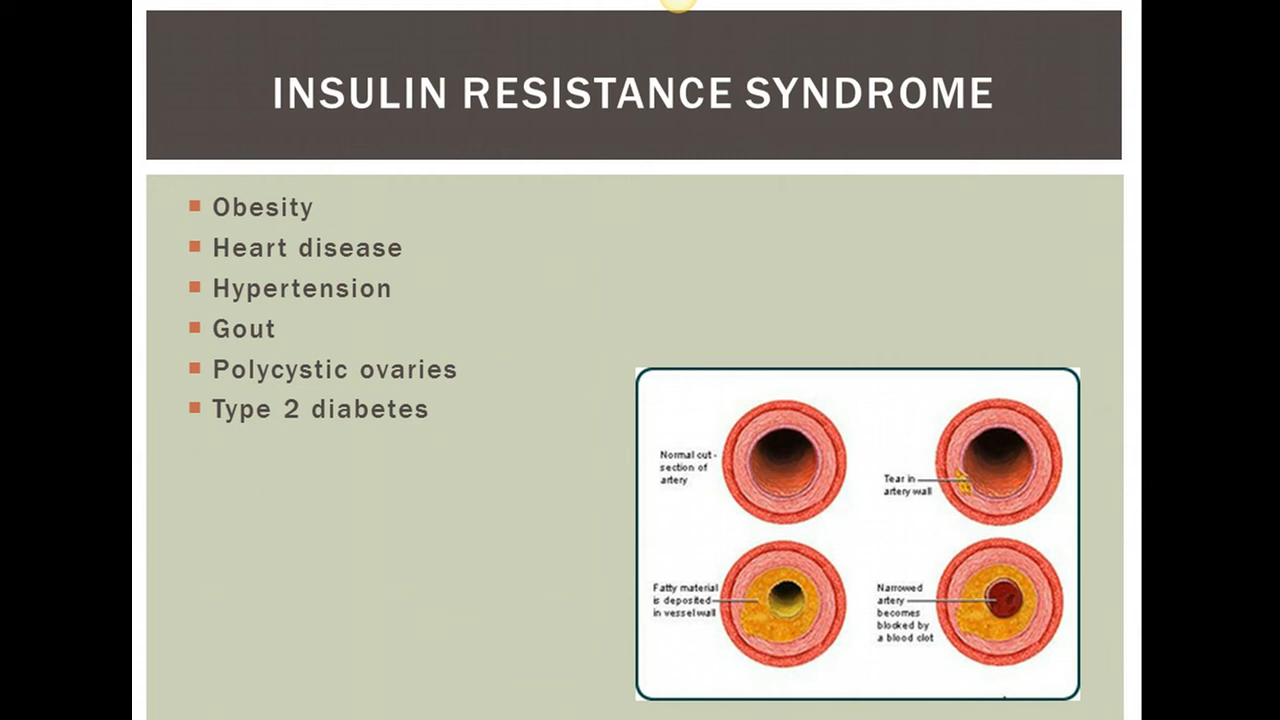 INSULIN RESISTANCE SYNDROME
Obesity
Heart disease
Hypertension
Gout
Polycystic ovaries
Type 2 diabetes
Normal cut-
section of
artery
Tear in
artery wall
Fatty material
is deposited
in vessel wall
Narrowed
artery
becomes
blocked by
a blood clot